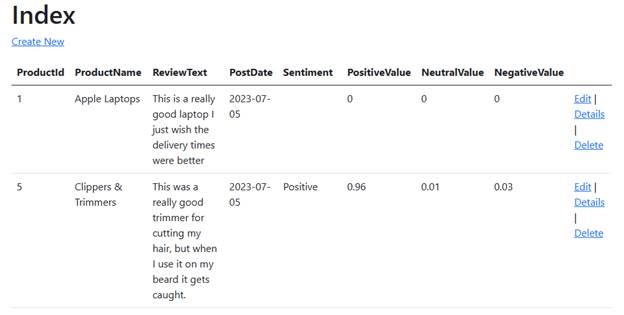 Index
Create New
ProductId ProductName ReviewText PostDate Sentiment PositiveValue NeutralValue NegativeValue
1 Apple Laptops This is a really 2023-07- 0 0 0 Edit |
good laptop I 05 Details
just wish the |
delivery times Delete
were better
5 Clippers & This was a 2023-07- Positive 0.96 0.01 0.03 Edit |
Trimmers really good 05 Details
trimmer for |
cutting my Delete
hair, but when
I use it on my
beard it gets
caught.